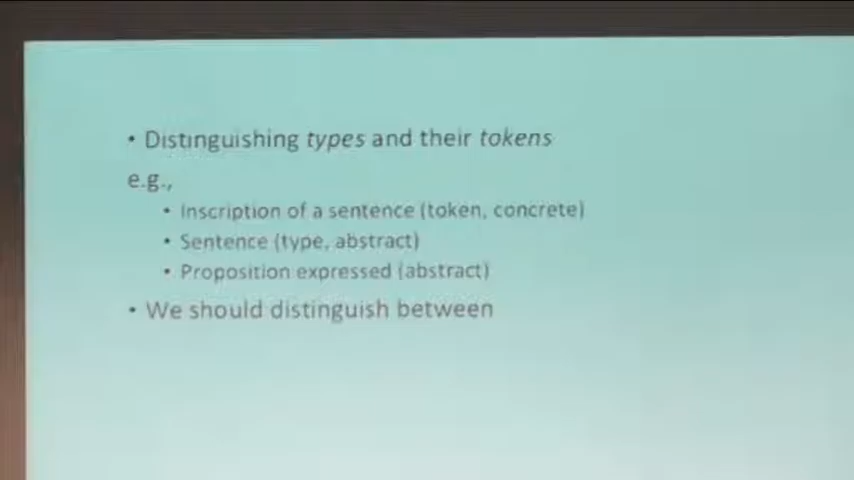 • Distinguishing types and their tokens
e.g.,
• Inscription of a sentence (token, concrete)
• Sentence (type, abstract)
• Proposition expressed (abstract)
• We should distinguish between